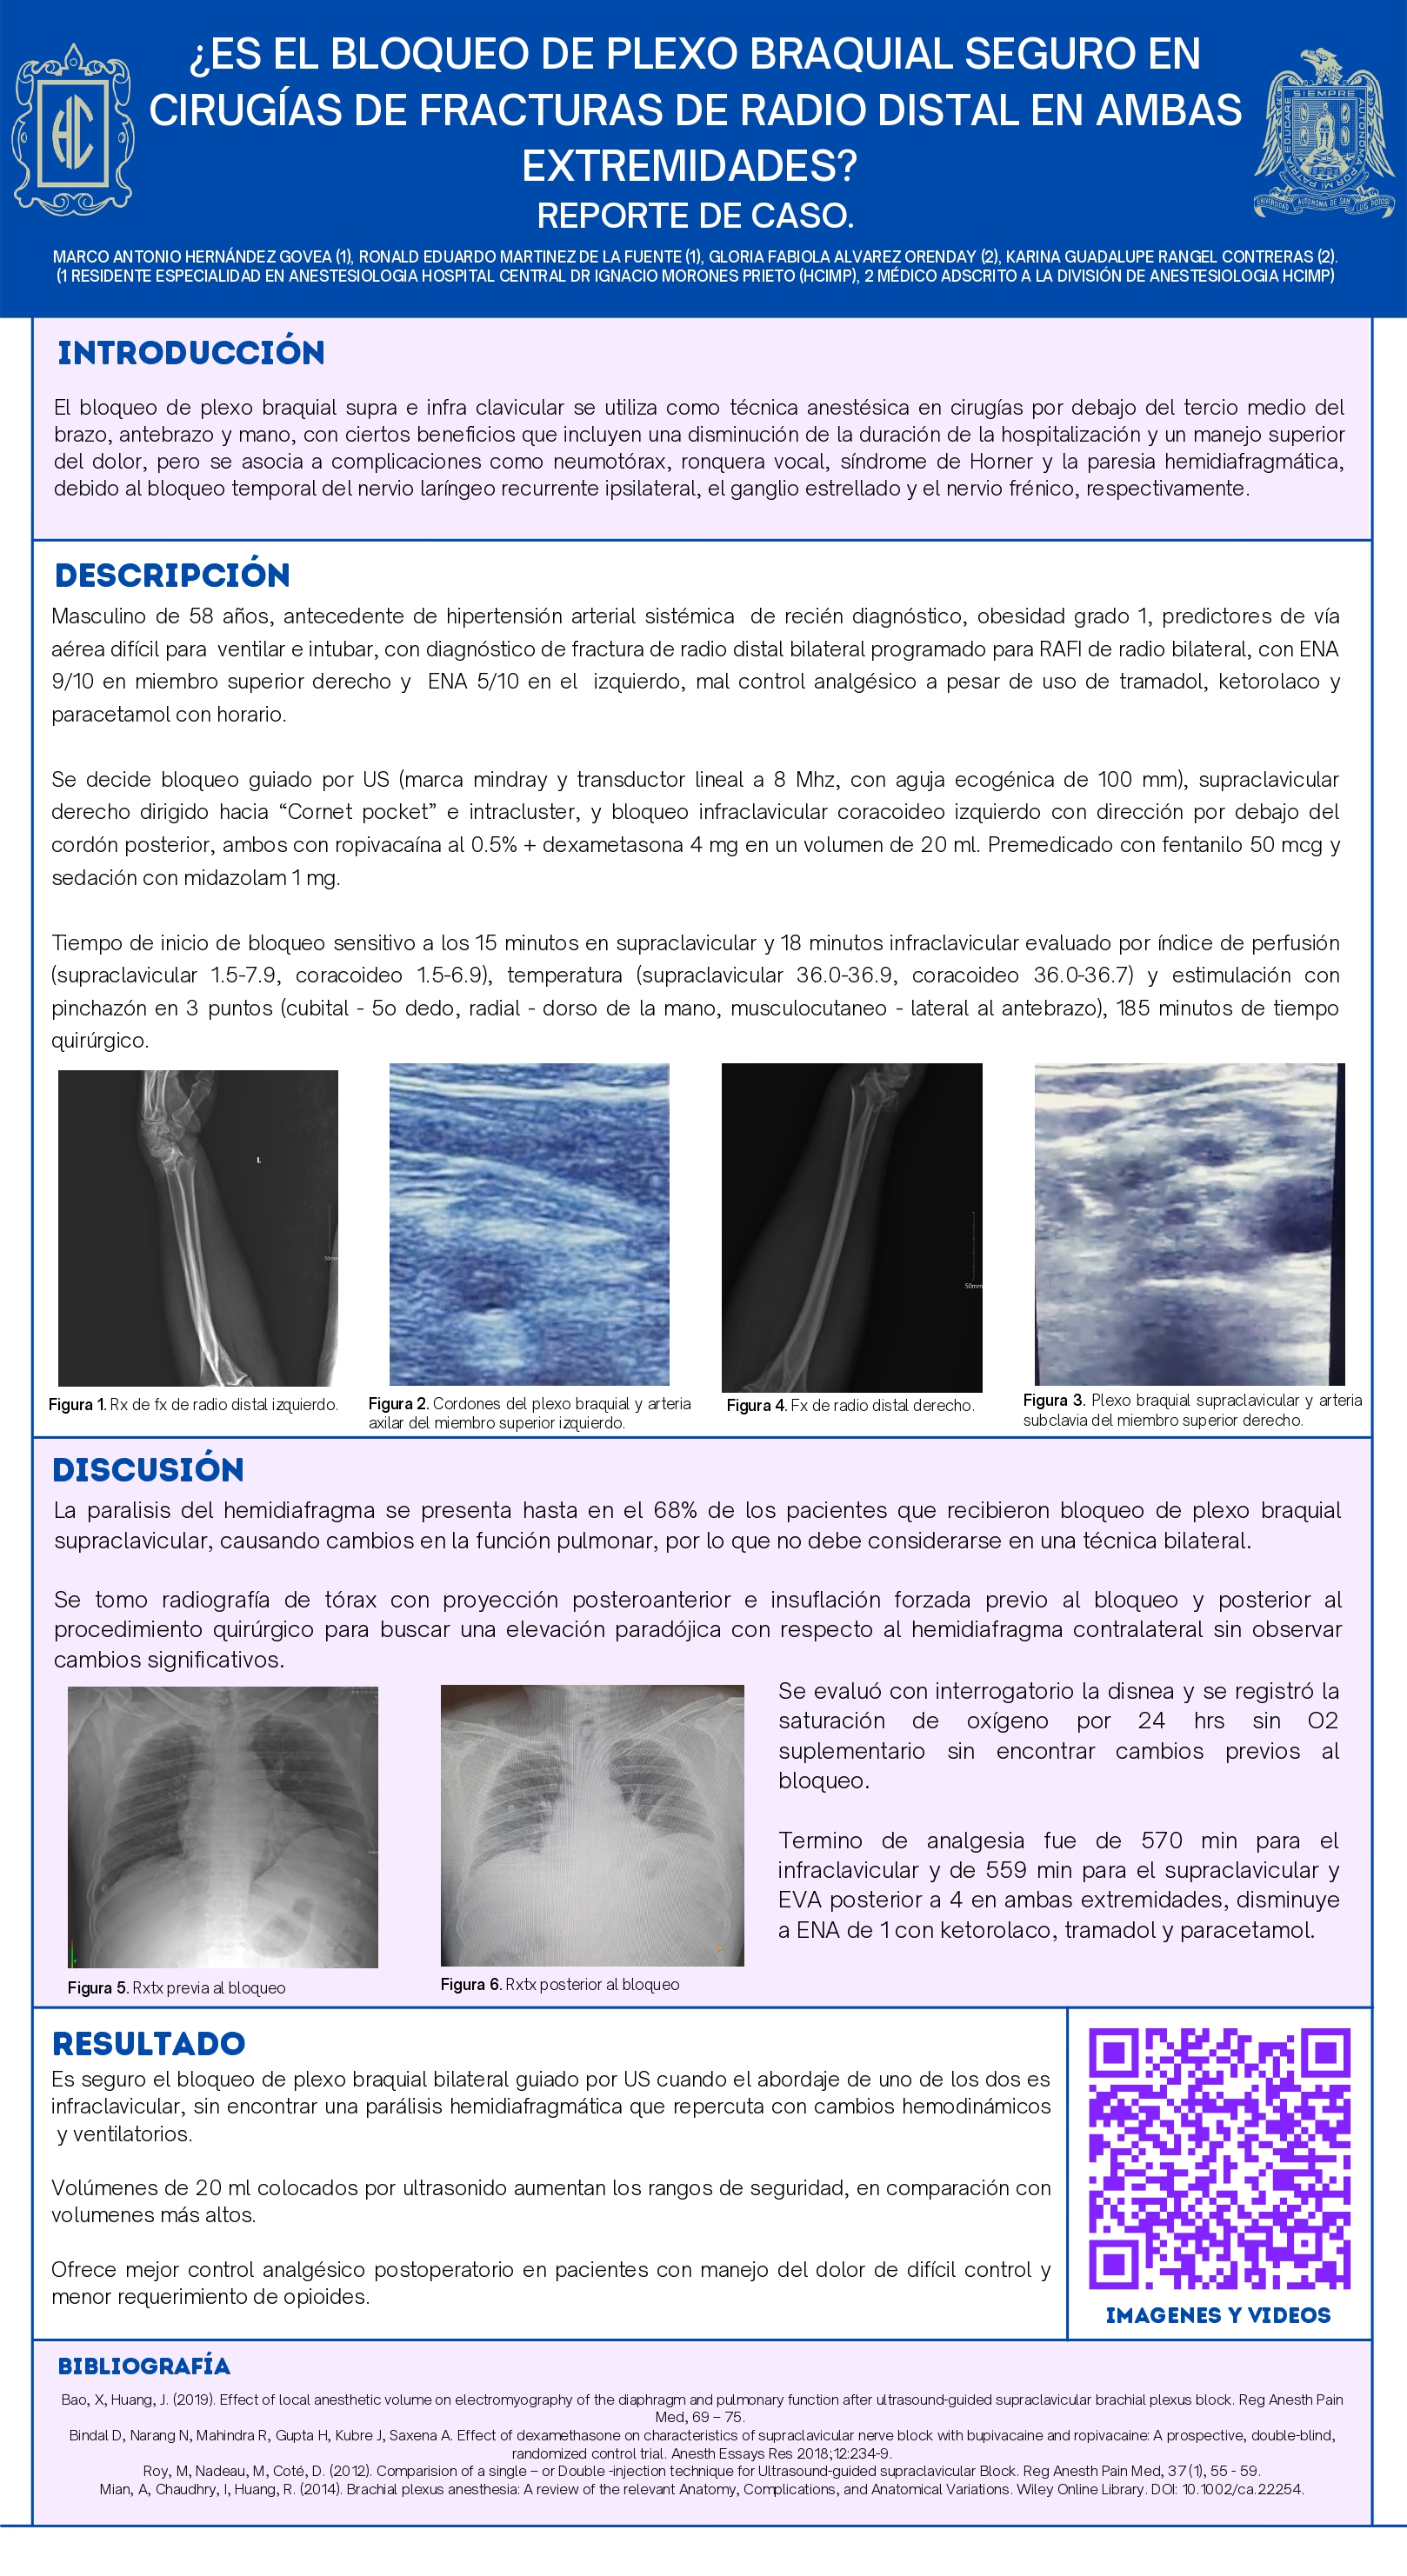 ¿ES EL BLOQUEO DE PLEXO BRAQUIAL SEGURO EN
CIRUGÍAS DE FRACTURAS DE RADIO DISTAL EN AMBAS
EXTREMIDADES?
REPORTE DE CASO.
MARCO ANTONIO HERNÁNDEZ GOVEA (1), RONALD EDUARDO MARTINEZ DE LA FUENTE (1), GLORIA FABIOLA ALVAREZ ORENDAY (2), KARINA GUADALUPE RANGEL CONTRERAS (2).
(1 RESIDENTE ESPECIALIDAD EN ANESTESIOLOGIA HOSPITAL CENTRAL DR IGNACIO MORONES PRIETO (HCIMP), 2 MÉDICO ADSCRITO A LA DIVISIÓN DE ANESTESIOLOGIA HCIMP)
HC
SIEMPRE AUTONOMA
POR MI PATRIA EDUCARE
UNIVERSIDAD AUTONOMA DE SAN LUIS POTOSI
INTRODUCCIÓN
El bloqueo de plexo braquial supra e infra clavicular se utiliza como técnica anestésica en cirugías por debajo del tercio medio del
brazo, antebrazo y mano, con ciertos beneficios que incluyen una disminución de la duración de la hospitalización y un manejo superior
del dolor, pero se asocia a complicaciones como neumotórax, ronquera vocal, síndrome de Horner y la paresia hemidiafragmática,
debido al bloqueo temporal del nervio laríngeo recurrente ipsilateral, el ganglio estrellado y el nervio frénico, respectivamente.
DESCRIPCIÓN
Masculino de 58 años, antecedente de hipertensión arterial sistémica de recién diagnóstico, obesidad grado 1, predictores de vía
aérea difícil para ventilar e intubar, con diagnóstico de fractura de radio distal bilateral programado para RAFI de radio bilateral, con ENA
9/10 en miembro superior derecho y ENA 5/10 en el izquierdo, mal control analgésico a pesar de uso de tramadol, ketorolaco y
paracetamol con horario.
Se decide bloqueo guiado por US (marca mindray y transductor lineal a 8 Mhz, con aguja ecogénica de 100 mm), supraclavicular
derecho dirigido hacia “Cornet pocket” e intracluster, y bloqueo infraclavicular coracoideo izquierdo con dirección por debajo del
cordón posterior, ambos con ropivacaína al 0.5% + dexametasona 4 mg en un volumen de 20 ml. Premedicado con fentanilo 50 mcg y
sedación con midazolam 1 mg.
Tiempo de inicio de bloqueo sensitivo a los 15 minutos en supraclavicular y 18 minutos infraclavicular evaluado por índice de perfusión
(supraclavicular 1.5-7.9, coracoideo 1.5-6.9), temperatura (supraclavicular 36.0-36.9, coracoideo 36.0-36.7) y estimulación con
pinchazón en 3 puntos (cubital - 5o dedo, radial - dorso de la mano, musculocutaneo - lateral al antebrazo), 185 minutos de tiempo
quirúrgico.
L
50mm
50mm
Figura 1. Rx de fx de radio distal izquierdo.
Figura 2. Cordones del plexo braquial y arteria
axilar del miembro superior izquierdo.
Figura 4. Fx de radio distal derecho.
Figura 3. Plexo braquial supraclavicular y arteria
subclavia del miembro superior derecho.
DISCUSIÓN
La paralisis del hemidiafragma se presenta hasta en el 68% de los pacientes que recibieron bloqueo de plexo braquial
supraclavicular, causando cambios en la función pulmonar, por lo que no debe considerarse en una técnica bilateral.
Se tomo radiografía de tórax con proyección posteroanterior e insuflación forzada previo al bloqueo y posterior al
procedimiento quirúrgico para buscar una elevación paradójica con respecto al hemidiafragma contralateral sin observar
cambios significativos.
Se evaluó con interrogatorio la disnea y se registró la
saturación de oxígeno por 24 hrs sin O2
suplementario sin encontrar cambios previos al
bloqueo.
Termino de analgesia fue de 570 min para el
infraclavicular y de 559 min para el supraclavicular y
EVA posterior a 4 en ambas extremidades, disminuye
a ENA de 1 con ketorolaco, tramadol y paracetamol.
Figura 5. Rxtx previa al bloqueo
Figura 6. Rxtx posterior al bloqueo
RESULTADO
Es seguro el bloqueo de plexo braquial bilateral guiado por US cuando el abordaje de uno de los dos es
infraclavicular, sin encontrar una parálisis hemidiafragmática que repercuta con cambios hemodinámicos
y ventilatorios.
Volúmenes de 20 ml colocados por ultrasonido aumentan los rangos de seguridad, en comparación con
volumenes más altos.
Ofrece mejor control analgésico postoperatorio en pacientes con manejo del dolor de difícil control y
menor requerimiento de opioides.
IMAGENES Y VIDEOS
BIBLIOGRAFÍA
Bao, X, Huang, J. (2019). Effect of local anesthetic volume on electromyography of the diaphragm and pulmonary function after ultrasound-guided supraclavicular brachial plexus block. Reg Anesth Pain
Med, 69 – 75.
Bindal D, Narang N, Mahindra R, Gupta H, Kubre J, Saxena A. Effect of dexamethasone on characteristics of supraclavicular nerve block with bupivacaine and ropivacaine: A prospective, double-blind,
randomized control trial. Anesth Essays Res 2018;12:234-9.
Roy, M, Nadeau, M, Coté, D. (2012). Comparision of a single – or Double -injection technique for Ultrasound-guided supraclavicular Block. Reg Anesth Pain Med, 37 (1), 55 - 59.
Mian, A, Chaudhry, I, Huang, R. (2014). Brachial plexus anesthesia: A review of the relevant Anatomy, Complications, and Anatomical Variations. Wiley Online Library. DOI: 10.1002/ca.22254.